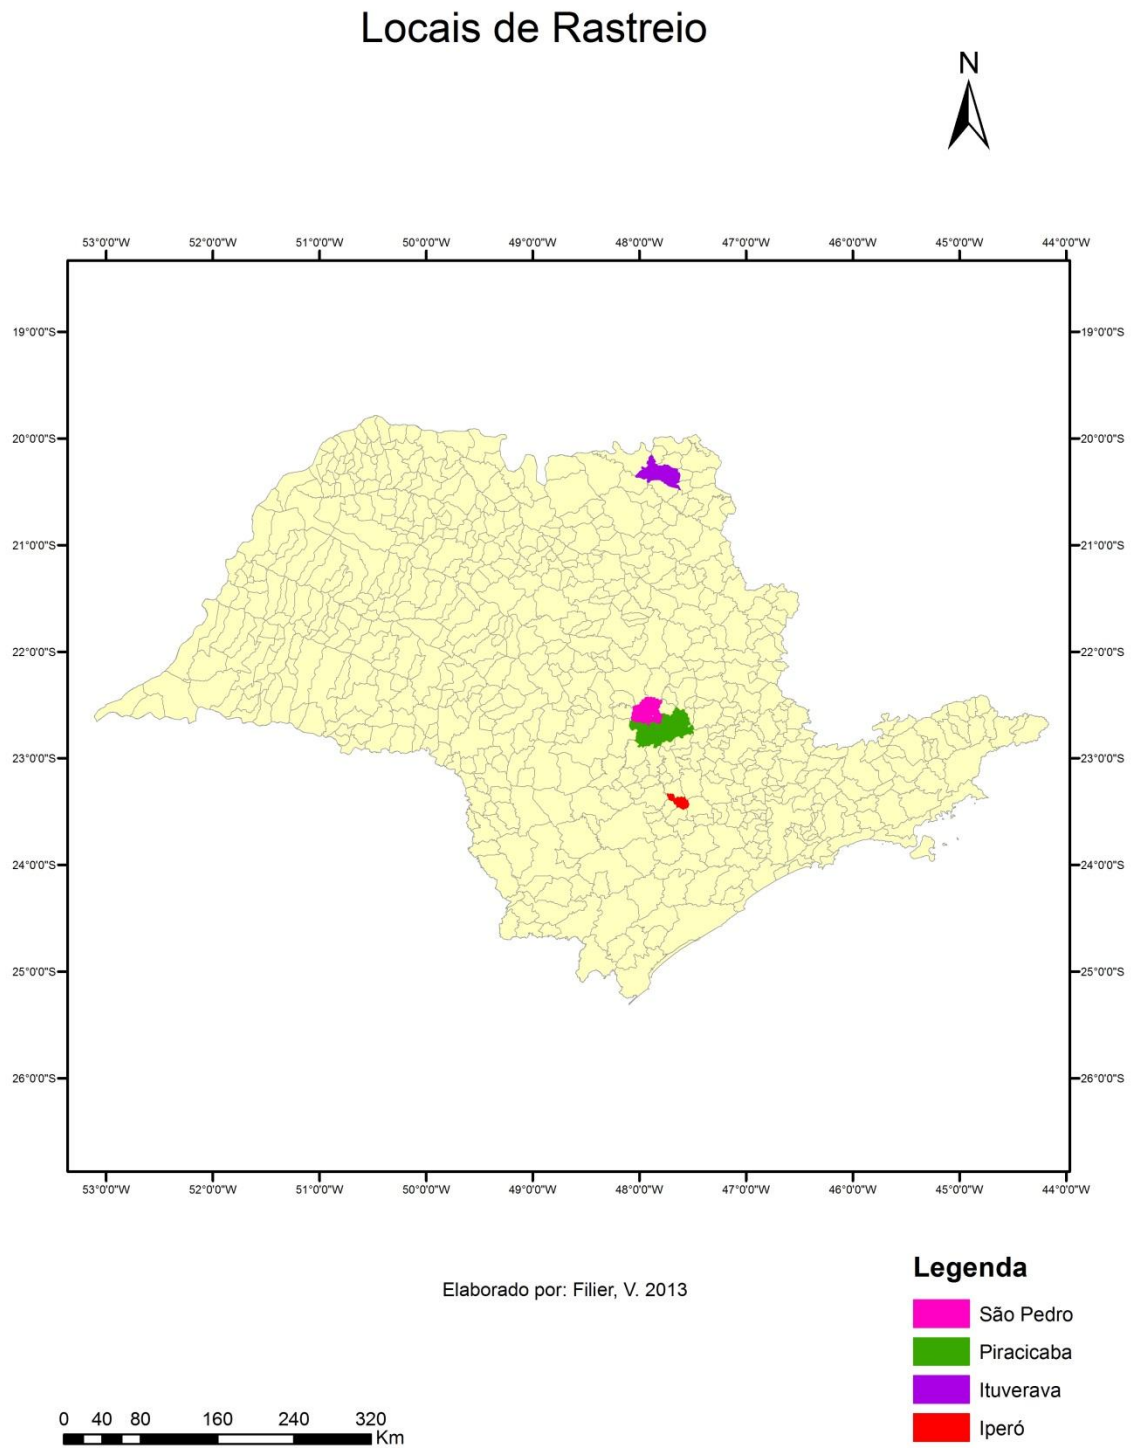 Locais de Rastreio
N
53°0'0"W 52°0'0"W 51°0'0"W 50°0'0"W 49°0'0"W 48°0'0"W 47°0'0"W 46°0'0"W 45°0'0"W 44°0'0"W
19°0'0"S 19°0'0"S
20°0'0"S 20°0'0"S
21°0'0"S 21°0'0"S
22°0'0"S 22°0'0"S
23°0'0"S 23°0'0"S
24°0'0"S 24°0'0"S
25°0'0"S 25°0'0"S
26°0'0"S 26°0'0"S
53°0'0"W 52°0'0"W 51°0'0"W 50°0'0"W 49°0'0"W 48°0'0"W 47°0'0"W 46°0'0"W 45°0'0"W 44°0'0"W
Elaborado por: Filier, V. 2013
Legenda
São Pedro
Piracicaba
Ituverava
Iperó
0 40 80 160 240 320
Km